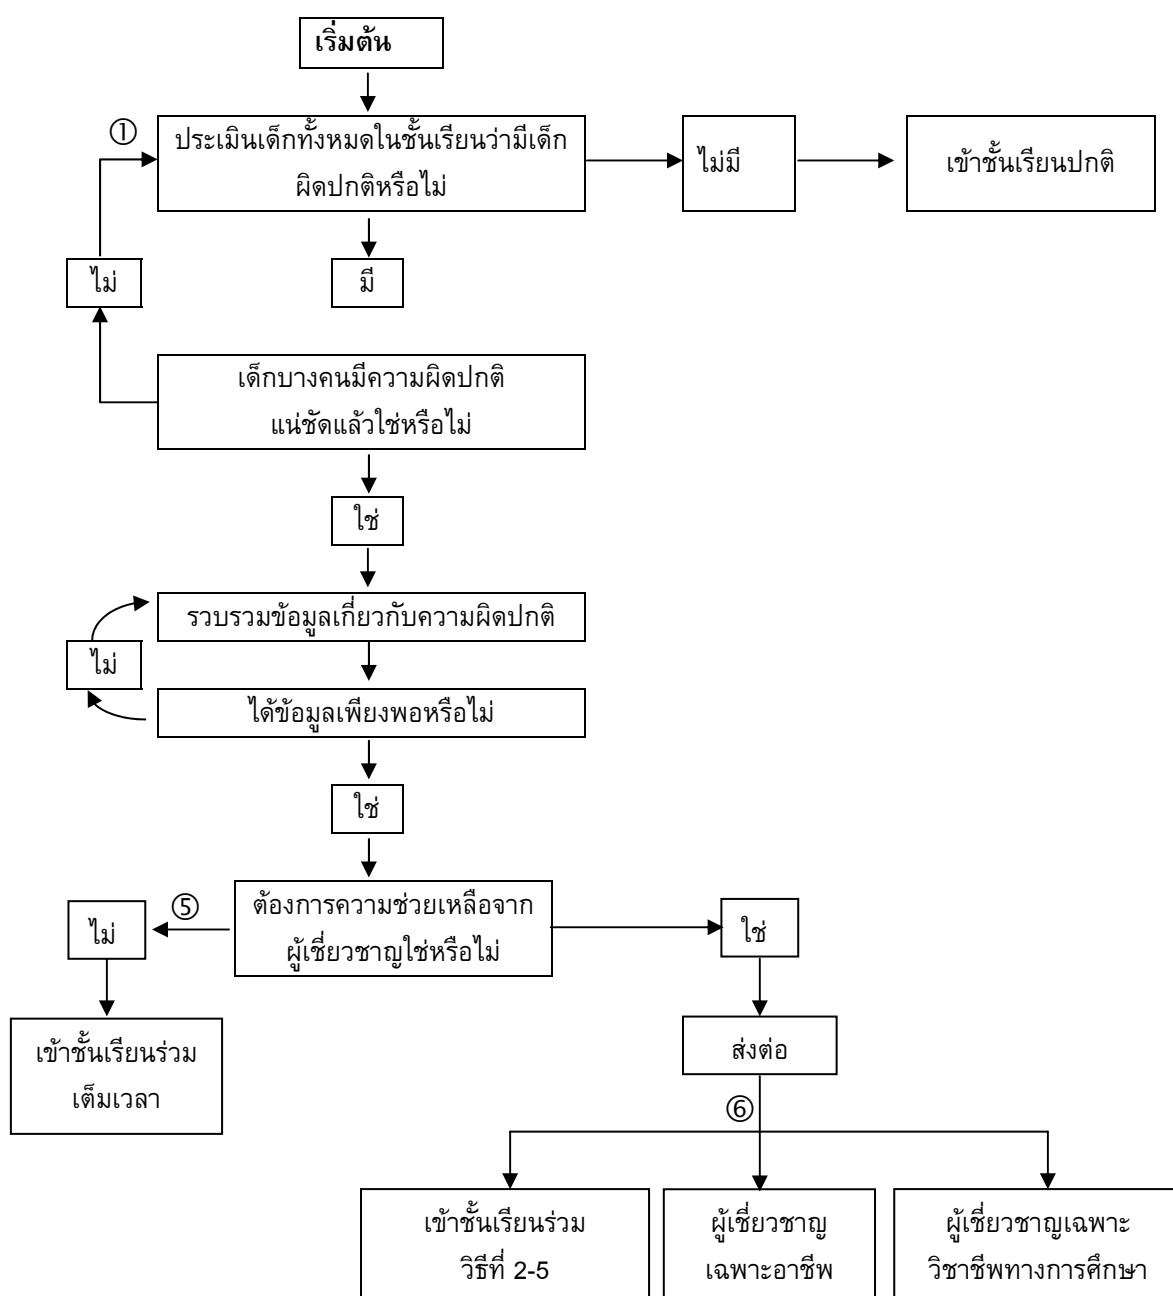 เริ่มต้น
①
ประเมินเด็กทั้งหมดในชั้นเรียนว่ามีเด็ก
ผิดปกติหรือไม่
ไม่มี
เข้าชั้นเรียนปกติ
ไม่
มี
เด็กบางคนมีความผิดปกติ
แน่ชัดแล้วใช่หรือไม่
ใช่
รวบรวมข้อมูลเกี่ยวกับความผิดปกติ
ไม่
ได้ข้อมูลเพียงพอหรือไม่
ใช่
ต้องการความช่วยเหลือจาก
ผู้เชี่ยวชาญใช่หรือไม่
⑤
ไม่
ใช่
เข้าชั้นเรียนร่วม
เต็มเวลา
ส่งต่อ
⑥
เข้าชั้นเรียนร่วม
วิธีที่ 2-5
ผู้เชี่ยวชาญ
เฉพาะอาชีพ
ผู้เชี่ยวชาญเฉพาะ
วิชาชีพทางการศึกษา